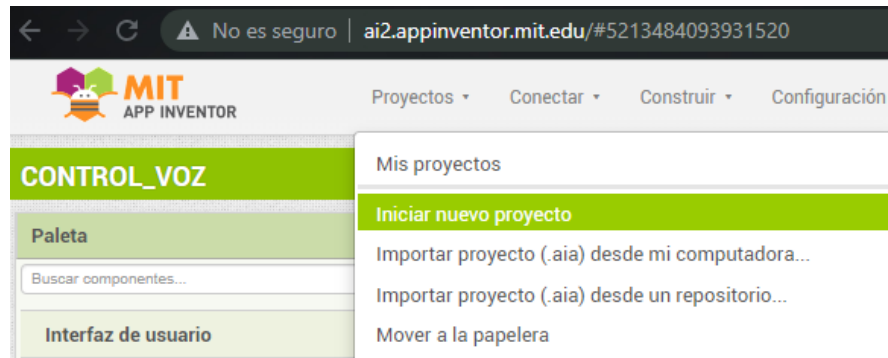 No es seguro | ai2.appinventor.mit.edu/#5213484093931520
MIT
APP INVENTOR
Proyectos Conectar Construir Configuración
CONTROL_VOZ
Mis proyectos
Iniciar nuevo proyecto
Paleta
Importar proyecto (.aia) desde mi computadora...
Buscar componentes...
Importar proyecto (.aia) desde un repositorio...
Interfaz de usuario
Mover a la papelera